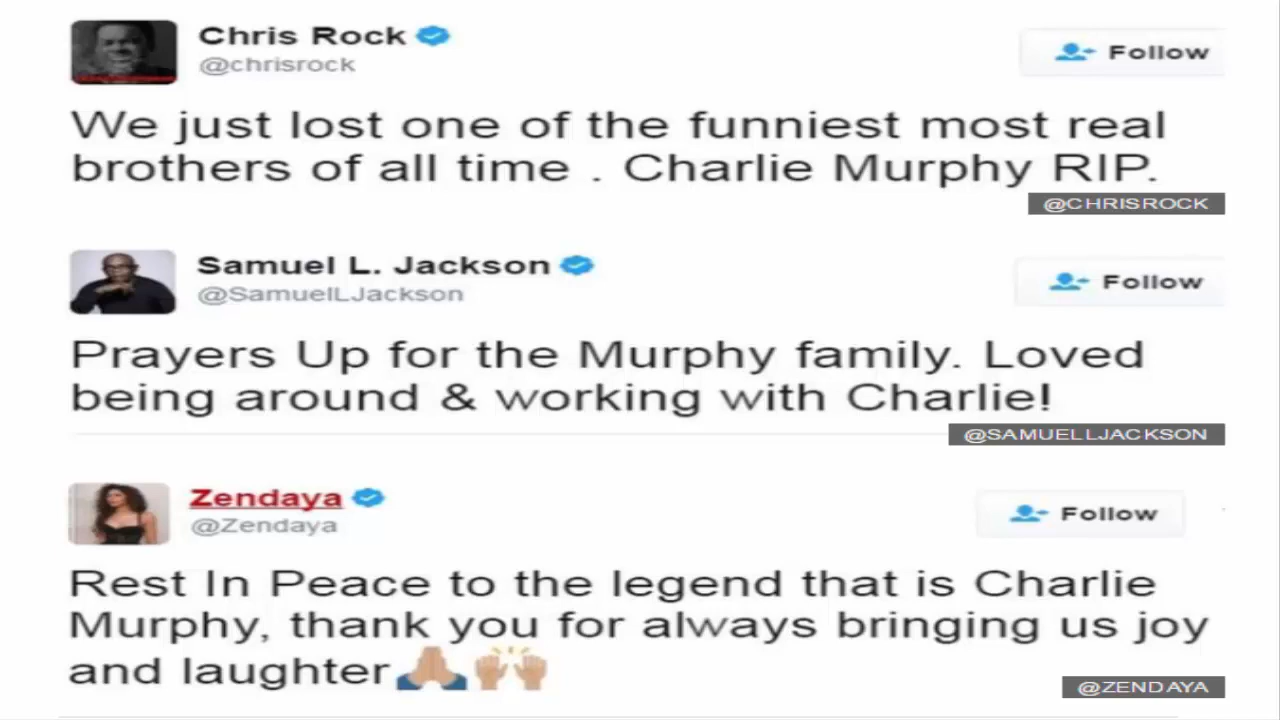 Chris Rock
@chrisrock
Follow
We just lost one of the funniest most real
brothers of all time . Charlie Murphy RIP.
@CHRISROCK
Samuel L. Jackson
@SamuelLJackson
Follow
Prayers Up for the Murphy family. Loved
being around & working with Charlie!
@SAMUELLJACKSON
Zendaya
@Zendaya
Follow
Rest In Peace to the legend that is Charlie
Murphy, thank you for always bringing us joy
and laughter🙏🏽🙌🏽
@ZENDAYA